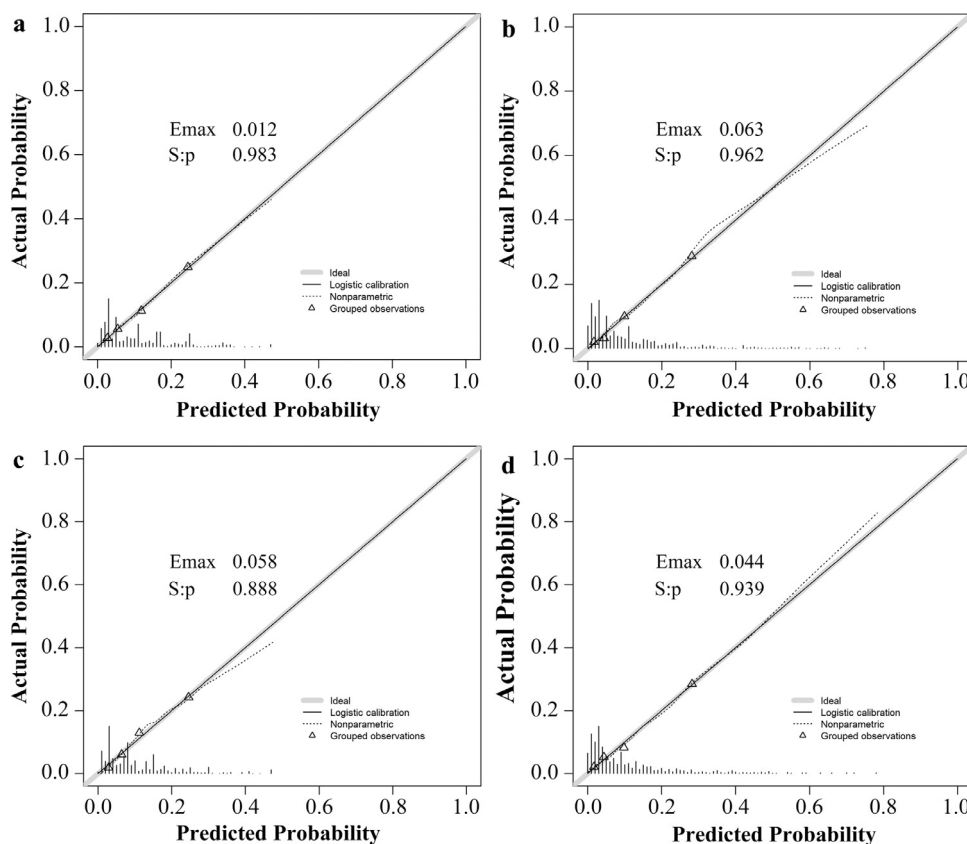 a
1.0
0.8
0.6
0.4
0.2
0.0
Actual Probability
Emax 0.012
S:p 0.983
Ideal
Logistic calibration
Nonparametric
Grouped observations
0.0 0.2 0.4 0.6 0.8 1.0
Predicted Probability
b
1.0
0.8
0.6
0.4
0.2
0.0
Actual Probability
Emax 0.063
S:p 0.962
Ideal
Logistic calibration
Nonparametric
Grouped observations
0.0 0.2 0.4 0.6 0.8 1.0
Predicted Probability
c
1.0
0.8
0.6
0.4
0.2
0.0
Actual Probability
Emax 0.058
S:p 0.888
Ideal
Logistic calibration
Nonparametric
Grouped observations
0.0 0.2 0.4 0.6 0.8 1.0
Predicted Probability
d
1.0
0.8
0.6
0.4
0.2
0.0
Actual Probability
Emax 0.044
S:p 0.939
Ideal
Logistic calibration
Nonparametric
Grouped observations
0.0 0.2 0.4 0.6 0.8 1.0
Predicted Probability